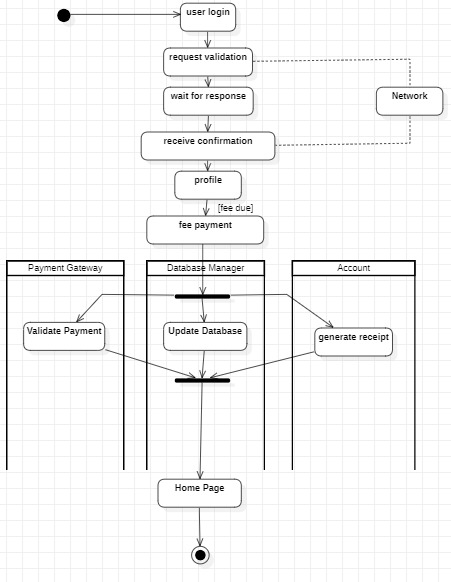 user login
request validation
wait for response
Network
receive confirmation
profile
[fee due]
fee payment
Payment Gateway
Database Manager
Account
Validate Payment
Update Database
generate receipt
Home Page